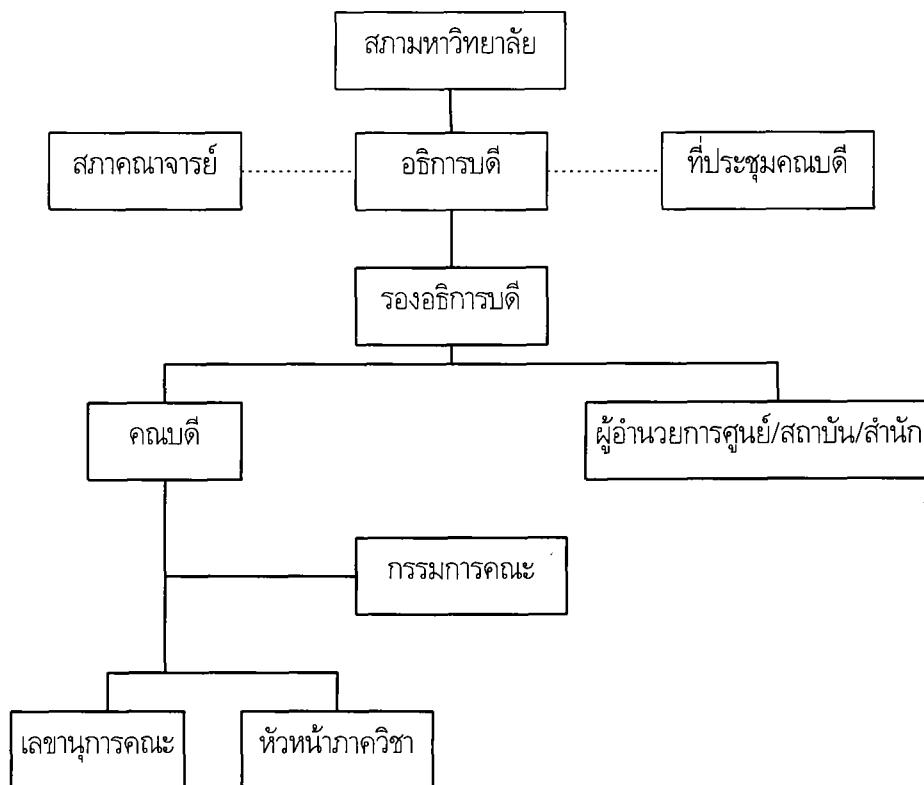 สภามหาวิทยาลัย
สภาคณาจารย์
อธิการบดี
ที่ประชุมคณบดี
รองอธิการบดี
คณบดี
ผู้อำนวยการศูนย์/สถาบัน/สำนัก
กรรมการคณะ
เลขานุการคณะ
หัวหน้าภาควิชา